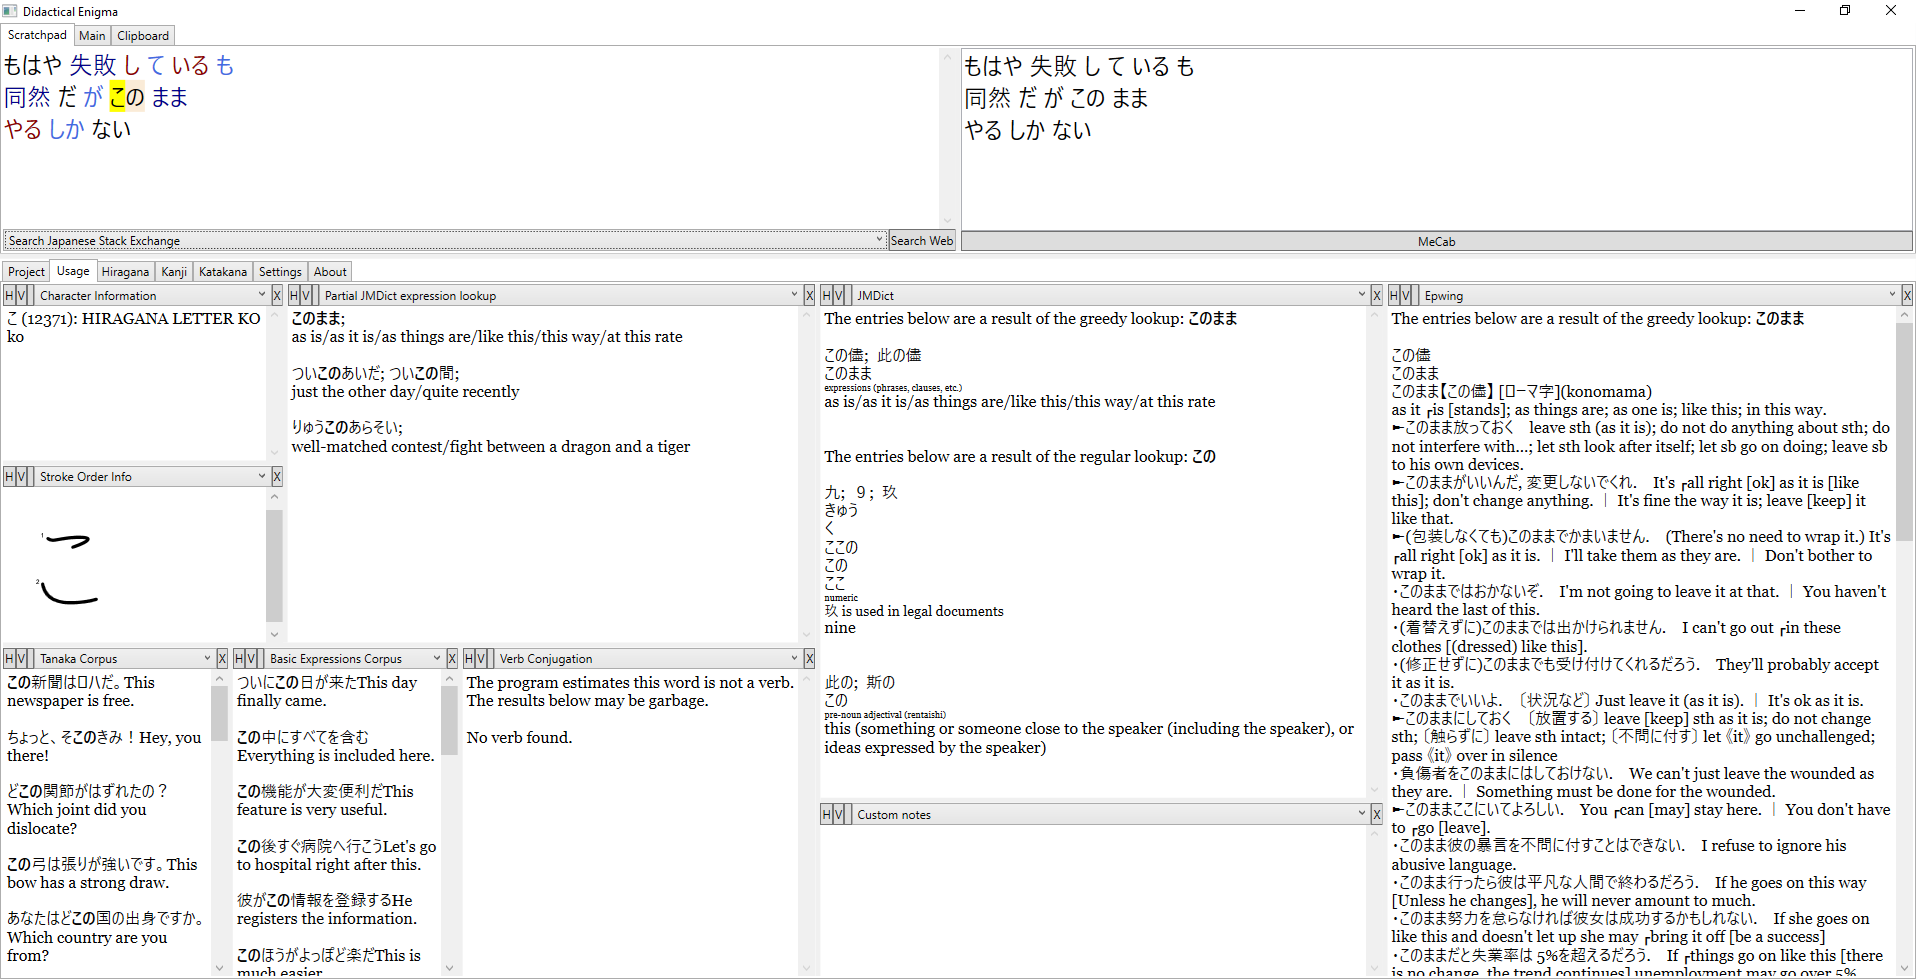 Didactical Enigma
Scratchpad Main Clipboard
もはや 失敗 し て いる も
同然 だ が この まま
やる しか ない
もはや 失敗 し て いる も
同然 だ が この まま
やる しか ない
Search Japanese Stack Exchange Search Web
MeCab
Project Usage Hiragana Kanji Katakana Settings About
H V Character Information X
こ (12371): HIRAGANA LETTER KO
ko
H V Stroke Order Info X
1
2
H V Partial JMDict expression lookup X
このまま;
as is/as it is/as things are/like this/this way/at this rate
ついこのあいだ; ついこの間;
just the other day/quite recently
りゅうこのあらそい;
well-matched contest/fight between a dragon and a tiger
H V Tanaka Corpus X
この新聞はロハだ。This
newspaper is free.
ちょっと、そこのきみ！Hey, you
there!
どこの関節がはずれたの？
Which joint did you
dislocate?
この弓は張りが強いです。This
bow has a strong draw.
あなたはどこの国の出身ですか。
Which country are you
from?
H V Basic Expressions Corpus X
ついにこの日が来たThis day
finally came.
この中にすべてを含む
Everything is included here.
この機能が大変便利だThis
feature is very useful.
この後すぐ病院へ行こうLet's go
to hospital right after this.
彼がこの情報を登録するHe
registers the information.
このほうがよっぽど楽だThis is
much easier
H V Verb Conjugation X
The program estimates this word is not a verb.
The results below may be garbage.
No verb found.
H V JMDict X
The entries below are a result of the greedy lookup: このまま
この儘; 此の儘
このまま
expressions (phrases, clauses, etc.)
as is/as it is/as things are/like this/this way/at this rate
The entries below are a result of the regular lookup: この
九; ９; 玖
きゅう
く
ここの
この
ここ
numeric
玖 is used in legal documents
nine
此の; 斯の
この
pre-noun adjectival (rentaishi)
this (something or someone close to the speaker (including the speaker), or
ideas expressed by the speaker)
H V Custom notes X
H V Epwing X
The entries below are a result of the greedy lookup: このまま
この儘
このまま
このまま【この儘】 [ローマ字](konomama)
as it ┏is [stands]; as things are; as one is; like this; in this way.
►このまま放っておく　leave sth (as it is); do not do anything about sth; do
not interfere with...; let sth look after itself; let sb go on doing; leave sb
to his own devices.
►このままがいいんだ, 変更しないでくれ.　It's ┏all right [ok] as it is [like
this]; don't change anything. ｜ It's fine the way it is; leave [keep] it
like that.
►(包装しなくても)このままでかまいません.　(There's no need to wrap it.) It's
┏all right [ok] as it is. ｜ I'll take them as they are. ｜ Don't bother to
wrap it.
・このままではおかないぞ.　I'm not going to leave it at that. ｜ You haven't
heard the last of this.
・(着替えずに)このままでは出かけられません.　I can't go out ┏in these
clothes [(dressed) like this].
・(修正せずに)このままでも受け付けてくれるだろう.　They'll probably accept
it as it is.
・このままでいいよ.　〔状況など〕 Just leave it (as it is). ｜ It's ok as it is.
►このままにしておく　〔放置する〕 leave [keep] sth as it is; do not change
sth; 〔触らずに〕 leave sth intact; 〔不問に付す〕 let 《it》 go unchallenged;
pass 《it》 over in silence
・負傷者をこのままにはしておけない.　We can't just leave the wounded as
they are. ｜ Something must be done for the wounded.
►このままここにいてよろしい.　You ┏can [may] stay here. ｜ You don't have
to ┏go [leave].
・このまま彼の暴言を不問に付すことはできない.　I refuse to ignore his
abusive language.
・このまま行ったら彼は平凡な人間で終わるだろう.　If he goes on this way
[Unless he changes], he will never amount to much.
・このまま努力を怠らなければ彼女は成功するかもしれない.　If she goes on
like this and doesn't let up she may ┏bring it off [be a success]
・このままだと失業率は 5%を超えるだろう.　If ┏things go on like this [there
is no change, the trend continues] unemployment may go over 5%